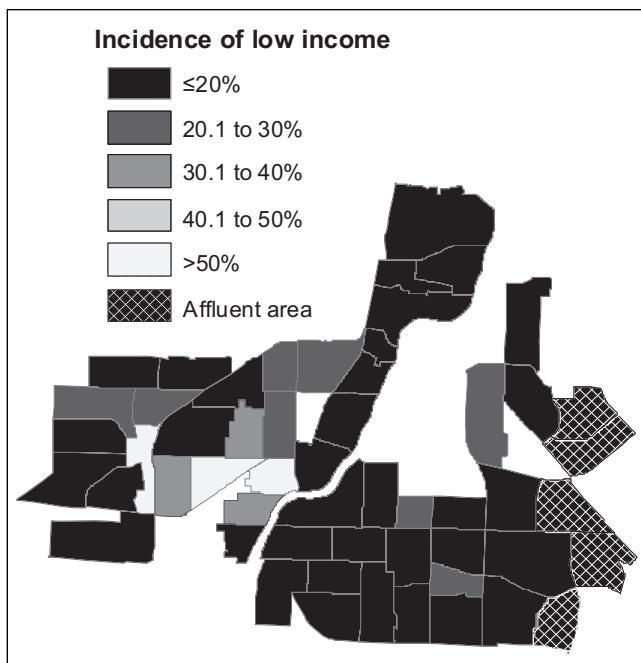 Incidence of low income
≤20%
20.1 to 30%
30.1 to 40%
40.1 to 50%
>50%
Affluent area